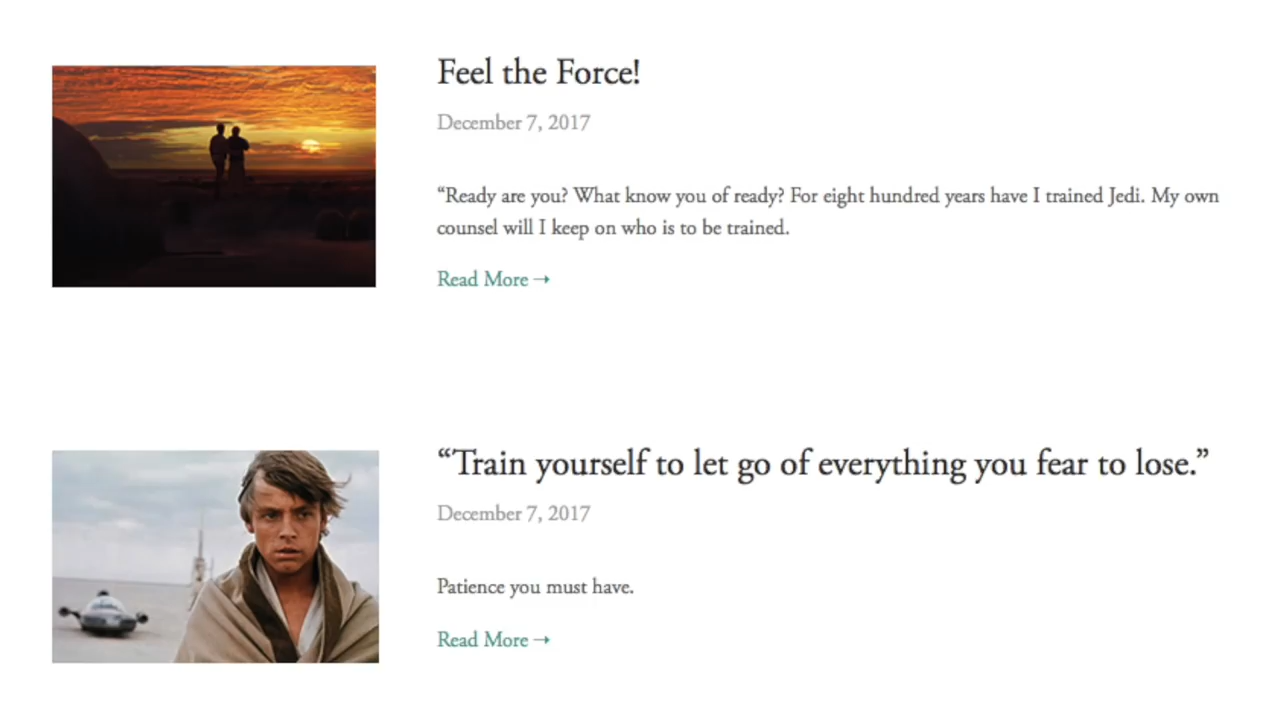 Feel the Force!
December 7, 2017
“Ready are you? What know you of ready? For eight hundred years have I trained Jedi. My own
counsel will I keep on who is to be trained.
Read More →
“Train yourself to let go of everything you fear to lose.”
December 7, 2017
Patience you must have.
Read More →